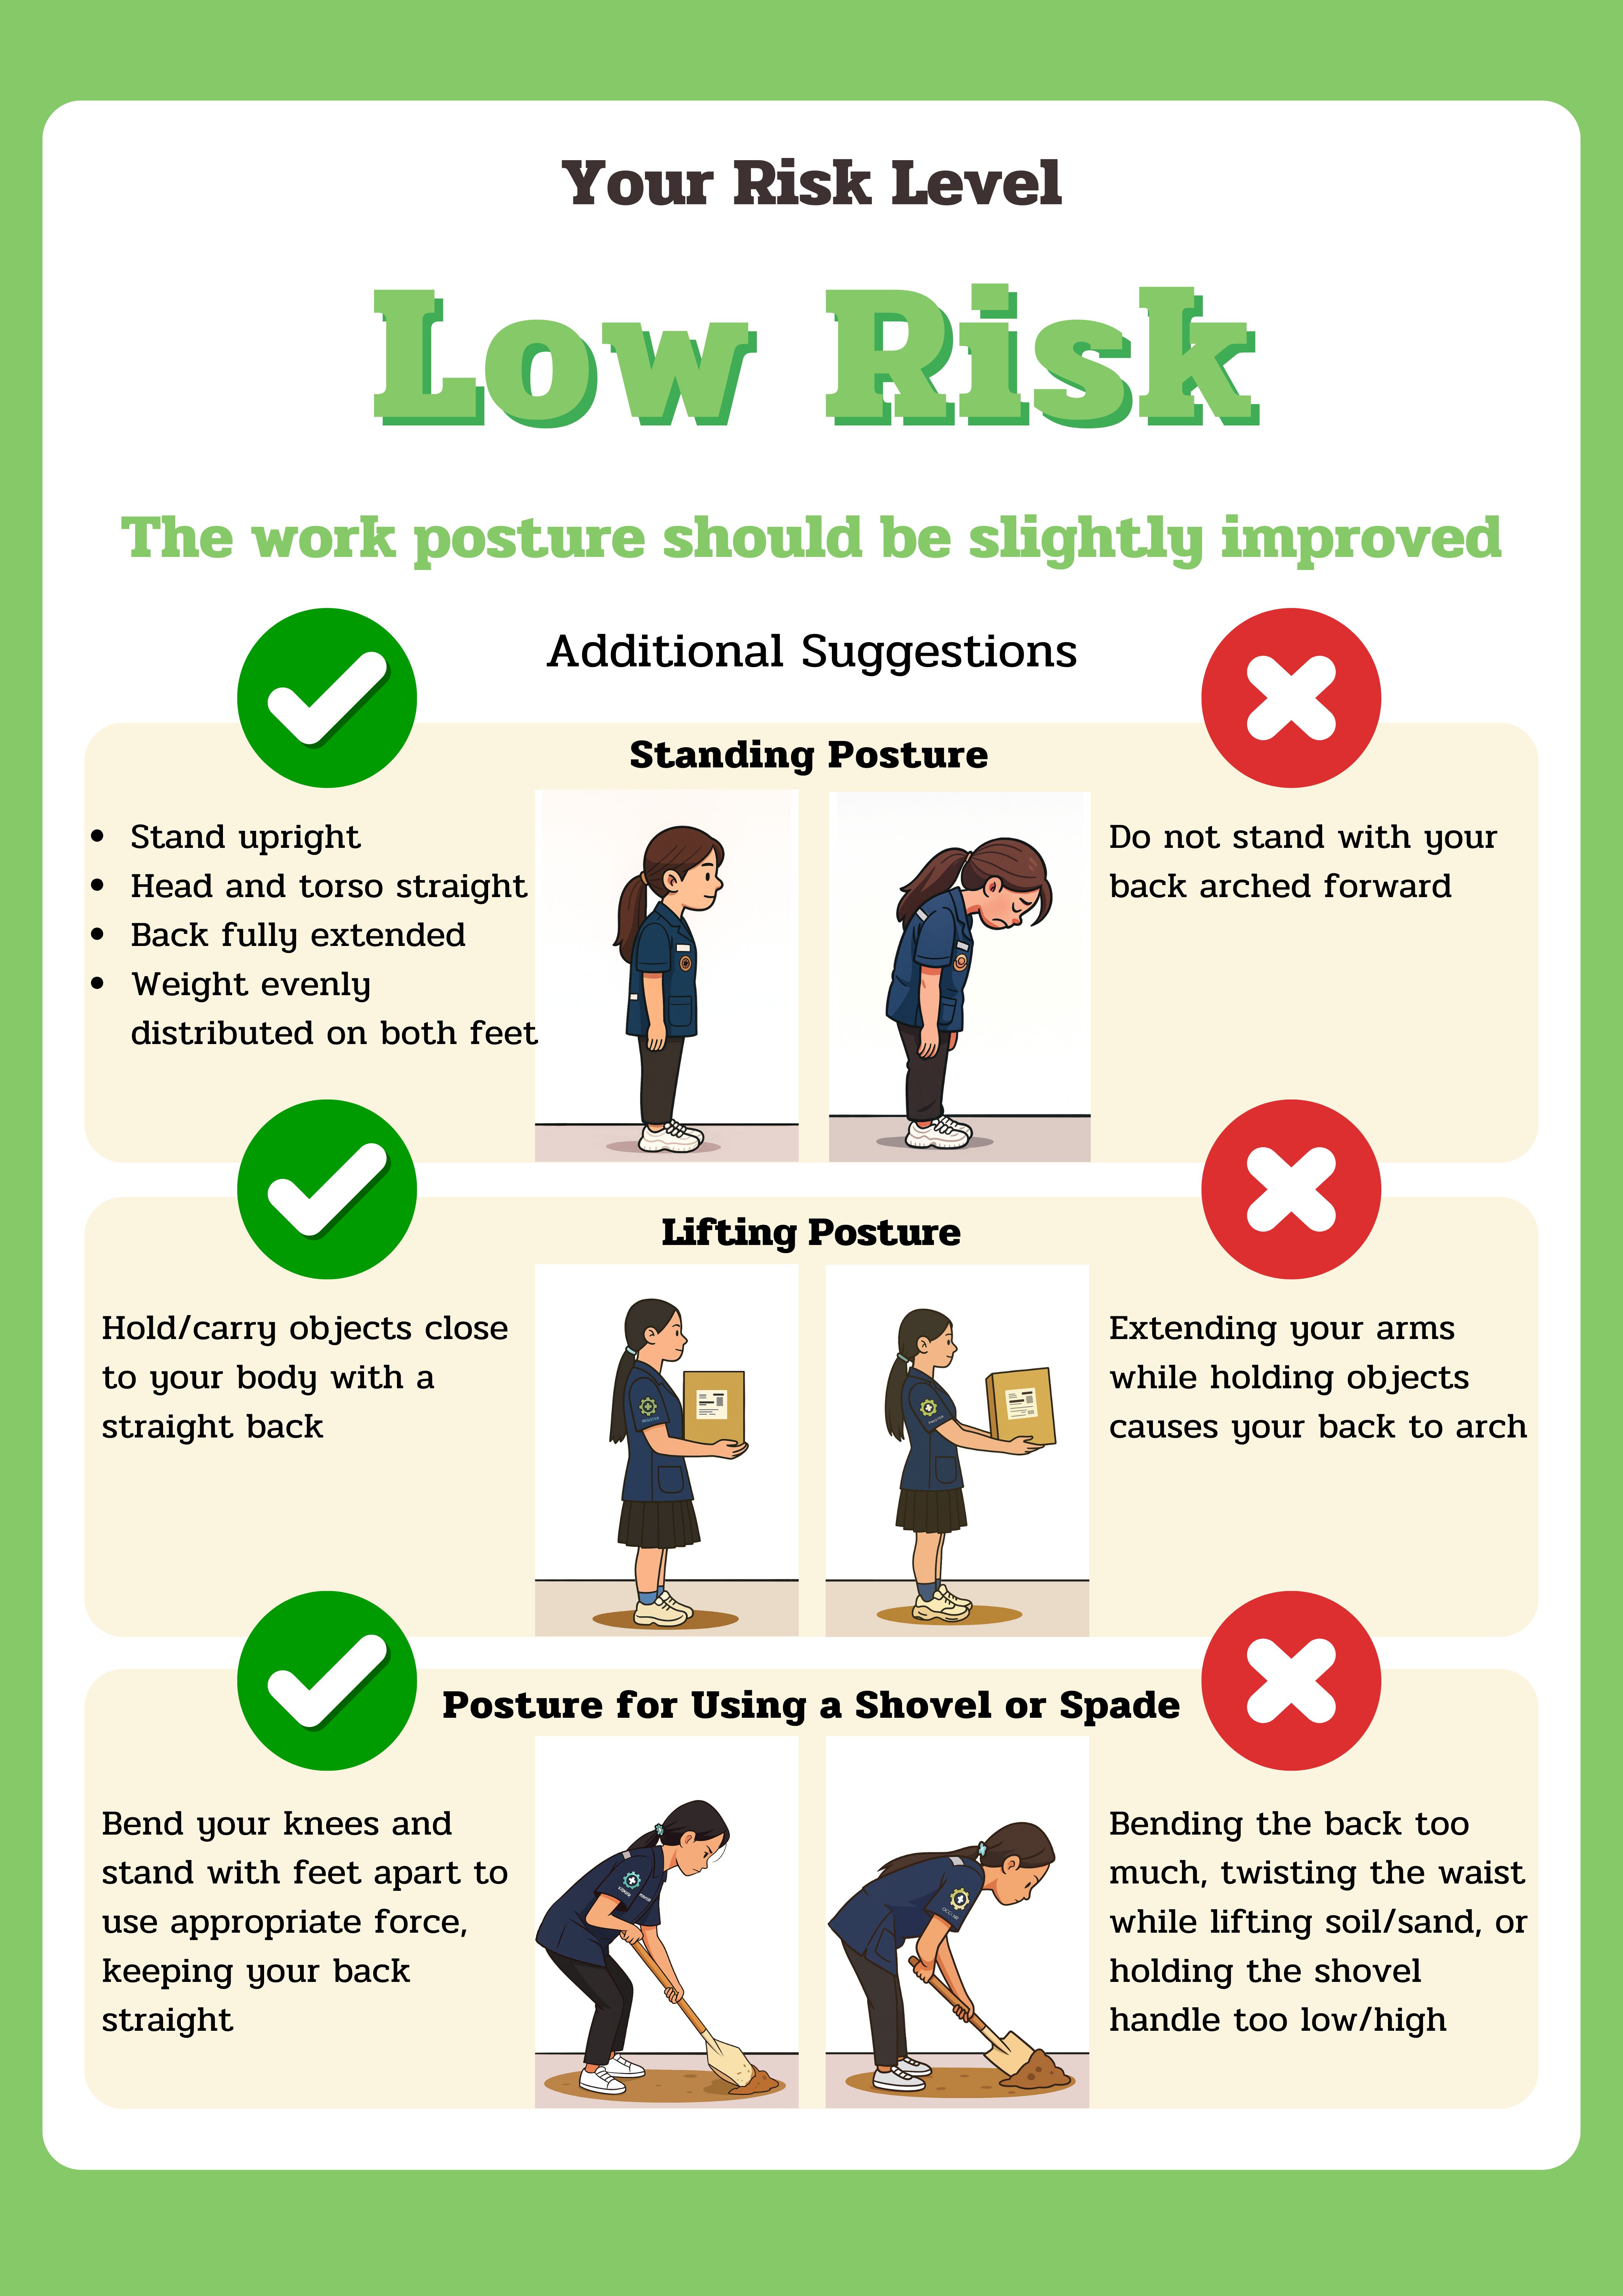 Your Risk Level
Low Risk
The work posture should be slightly improved
Additional Suggestions
Standing Posture
• Stand upright
• Head and torso straight
• Back fully extended
• Weight evenly
distributed on both feet
Do not stand with your
back arched forward
Lifting Posture
Hold/carry objects close
to your body with a
straight back
Extending your arms
while holding objects
causes your back to arch
Posture for Using a Shovel or Spade
Bend your knees and
stand with feet apart to
use appropriate force,
keeping your back
straight
Bending the back too
much, twisting the waist
while lifting soil/sand, or
holding the shovel
handle too low/high